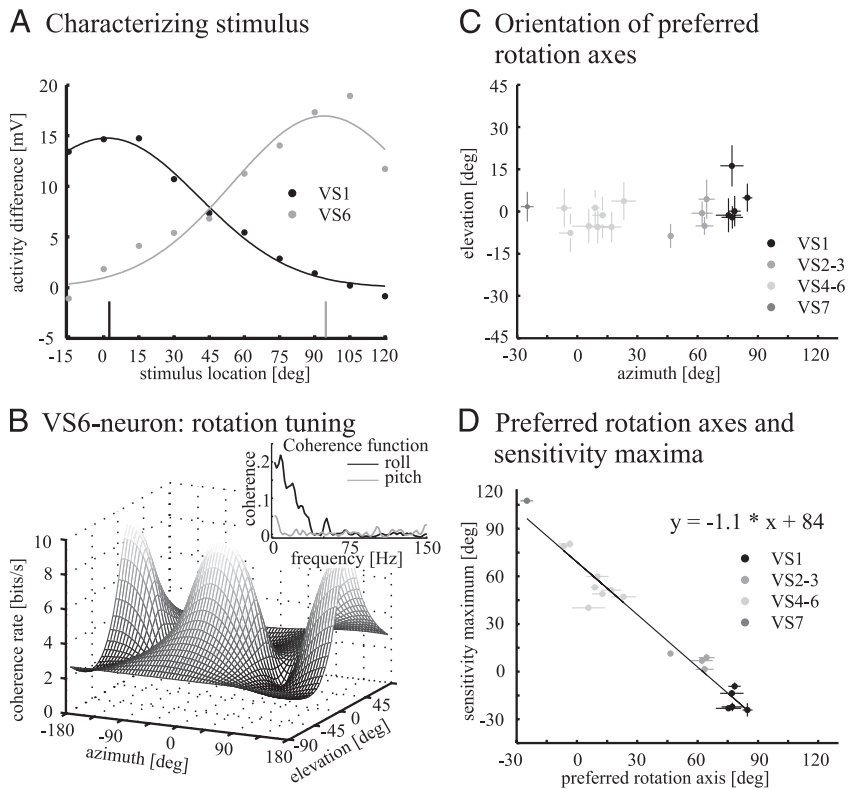 A Characterizing stimulus
activity difference [mV]
20
15
10
5
0
-5
VS1
VS6
-15 0 15 30 45 60 75 90 105 120
stimulus location [deg]
B VS6-neuron: rotation tuning
Coherence function
roll
pitch
coherence
.2
.1
0
0 75 150
frequency [Hz]
coherence rate [bits/s]
10
8
6
4
2
0
-180 -90 0 90 180
azimuth [deg]
-90 -45 0 45
elevation [deg]
C Orientation of preferred
rotation axes
elevation [deg]
45
30
15
0
-15
-30
-45
VS1
VS2-3
VS4-6
VS7
-30 0 30 60 90 120
azimuth [deg]
D Preferred rotation axes and
sensitivity maxima
sensitivity maximum [deg]
120
90
60
30
0
-30
y = -1.1 * x + 84
VS1
VS2-3
VS4-6
VS7
-30 0 30 60 90 120
preferred rotation axis [deg]